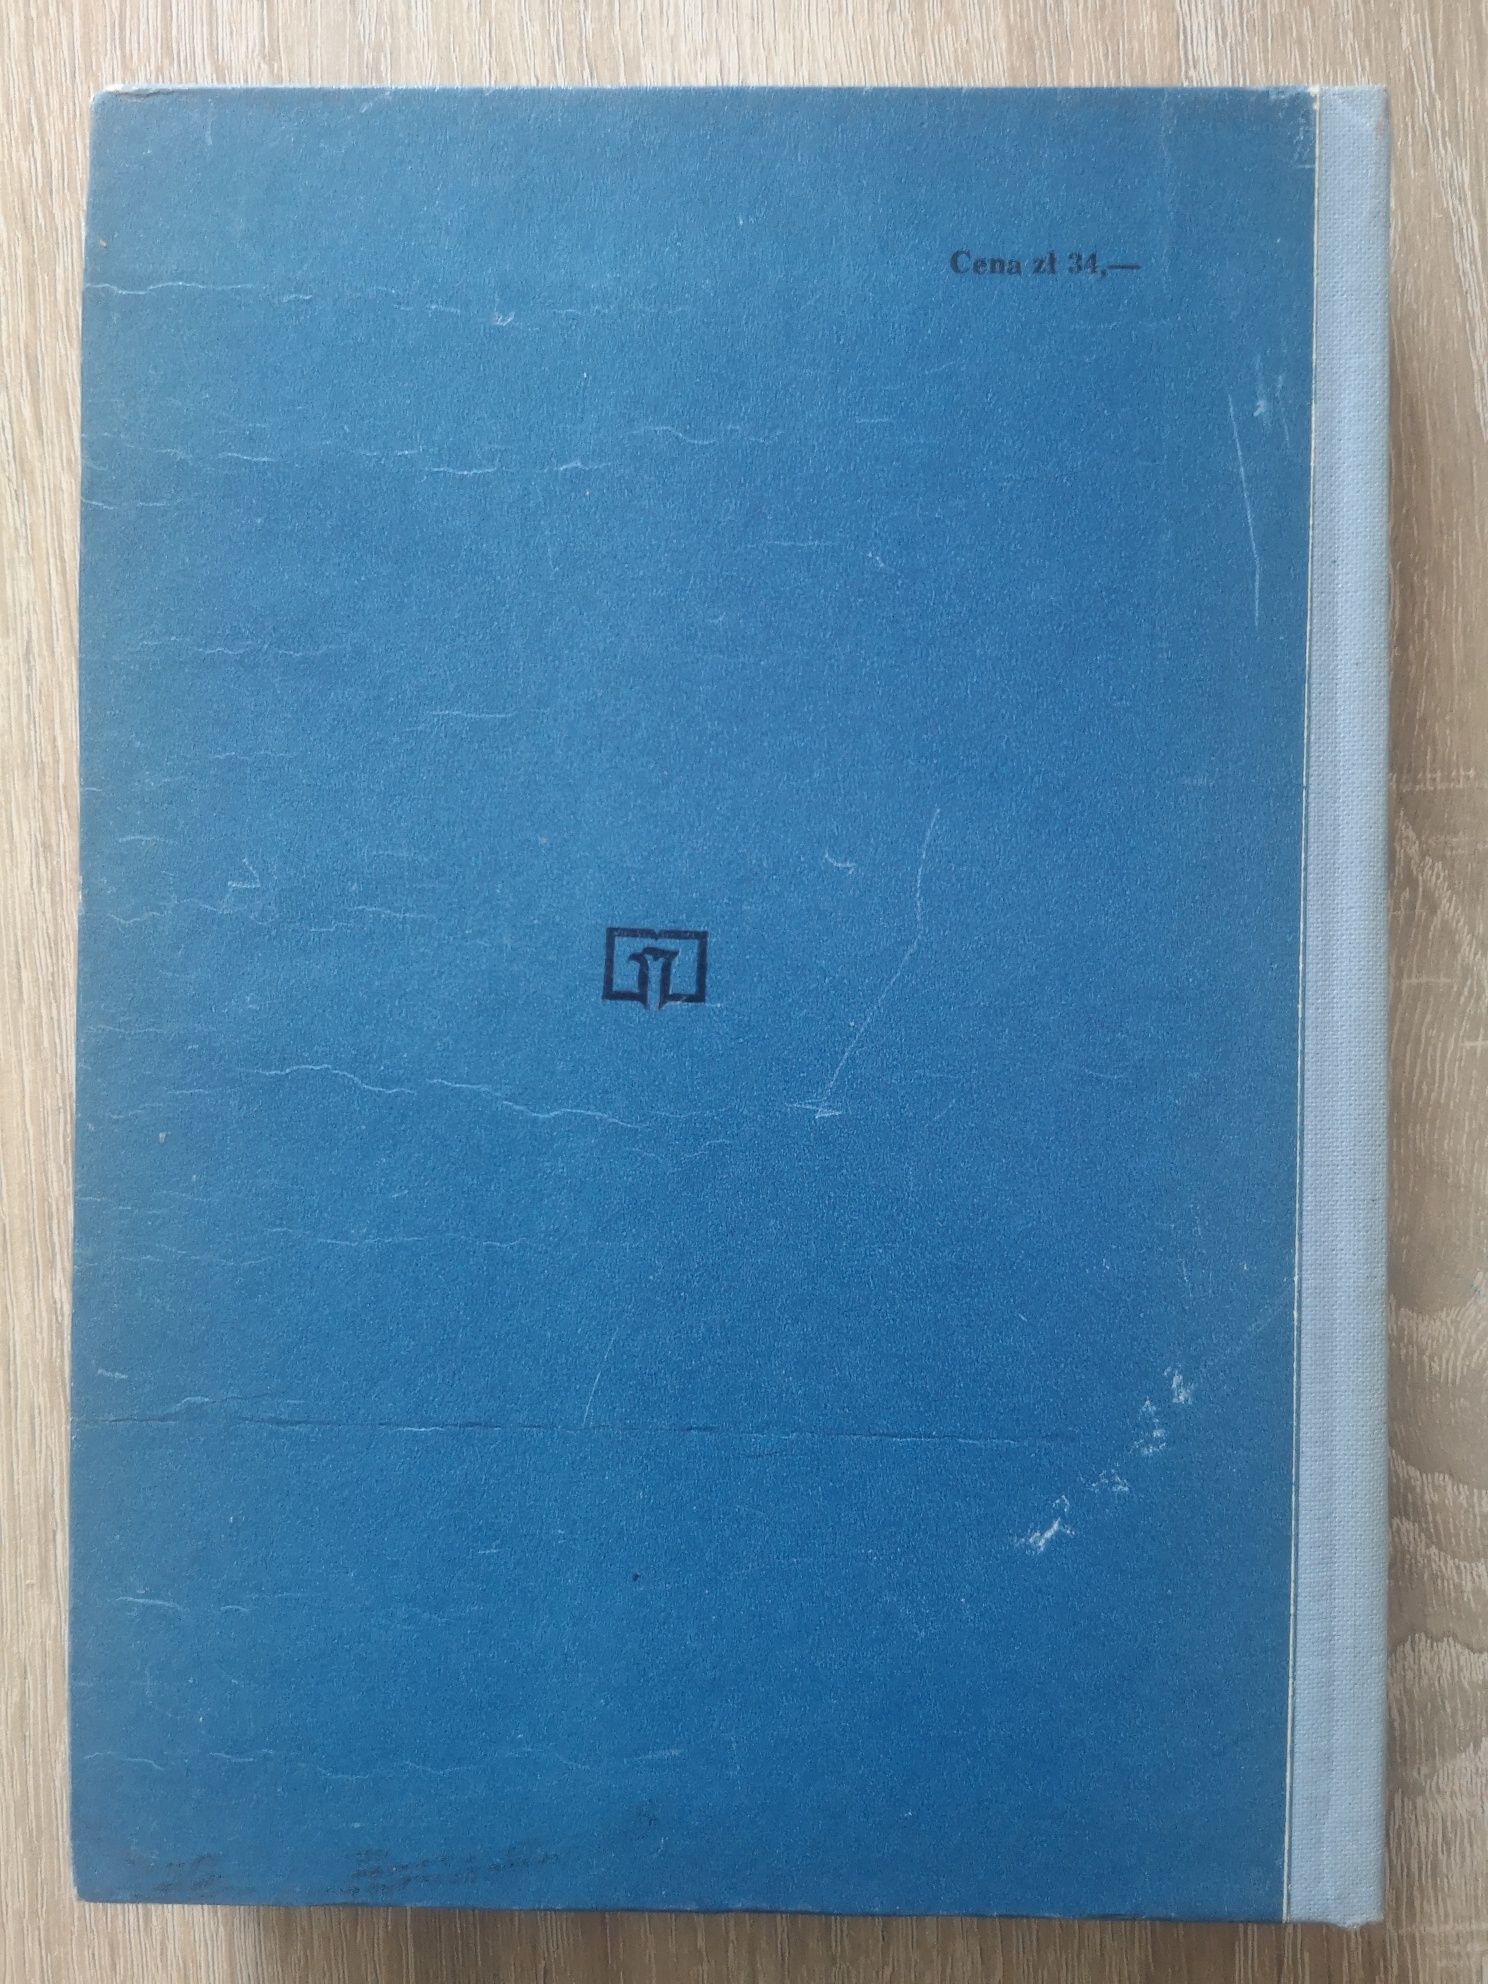 Cena zł 34,—